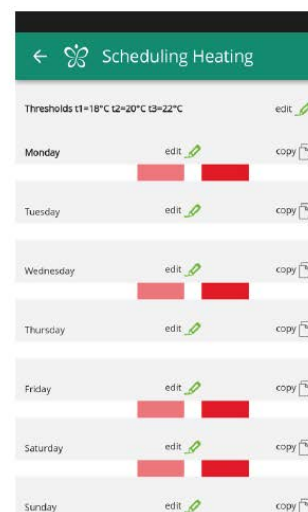 Scheduling Heating
Thresholds t1=18°C t2=20°C t3=22°C edit
Monday edit copy
Tuesday edit copy
Wednesday edit copy
Thursday edit copy
Friday edit copy
Saturday edit copy
Sunday edit copy